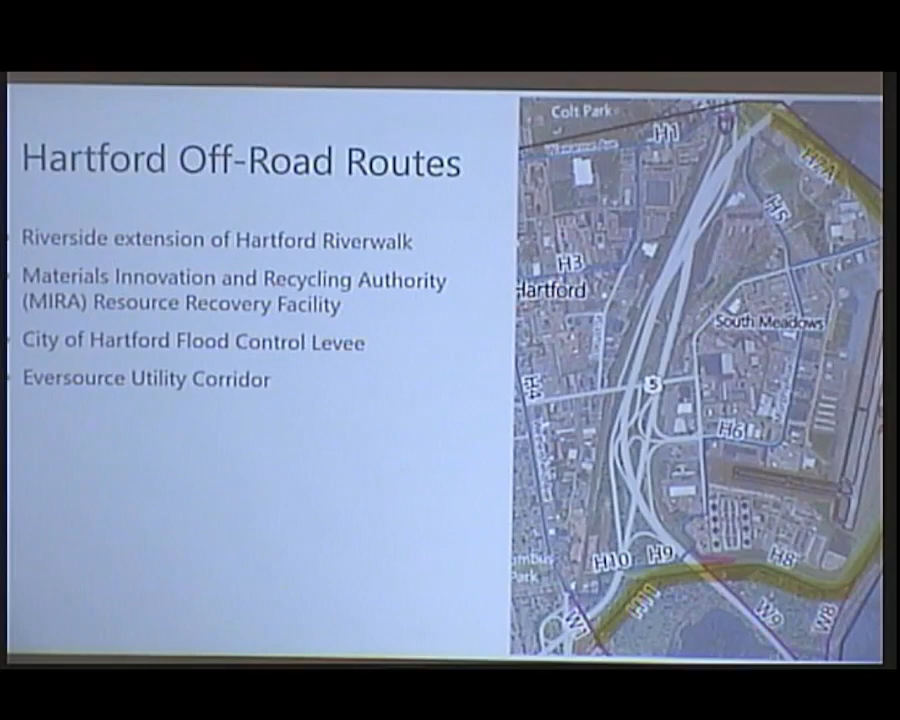 Hartford Off-Road Routes
Riverside extension of Hartford Riverwalk
Materials Innovation and Recycling Authority
(MIRA) Resource Recovery Facility
City of Hartford Flood Control Levee
Eversource Utility Corridor
Colt Park
H1
H2A
H5
H3
Hartford
South Meadows
5
H4
H6
H10
H9
H8
Park
H11
W1
W9
W8